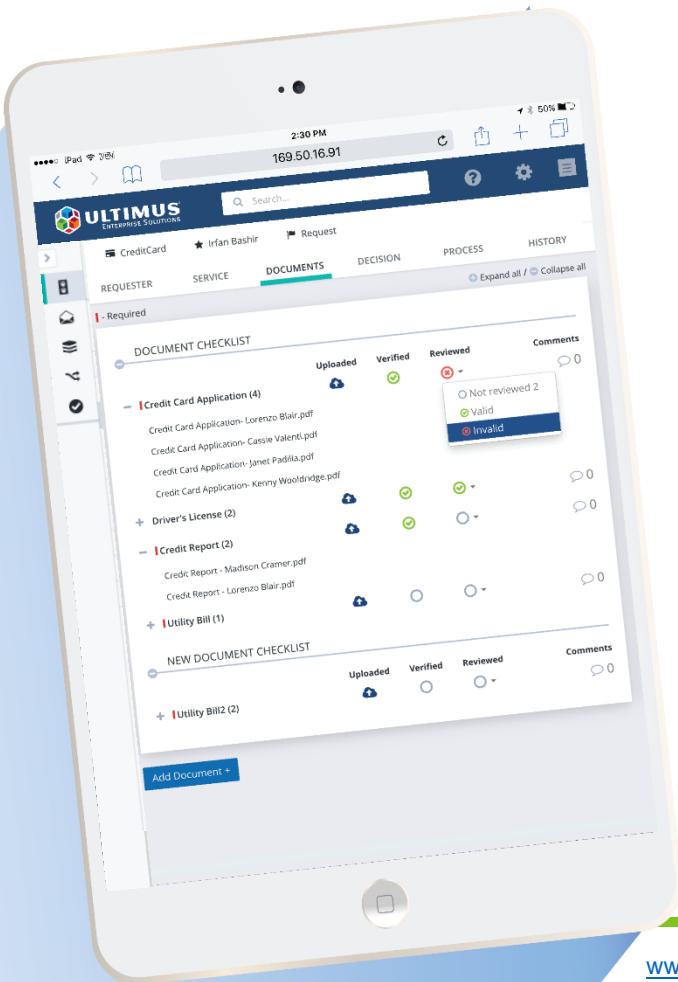 iPad
2:30 PM
50%
169.50.16.91
ULTIMUS
ENTERPRISE SOLUTIONS
Search...
CreditCard
Irfan Bashir
Request
REQUESTER
SERVICE
DOCUMENTS
DECISION
PROCESS
HISTORY
- Required
Expand all / Collapse all
DOCUMENT CHECKLIST
Uploaded Verified Reviewed Comments
Credit Card Application (4) 0
Not reviewed 2
Valid
Invalid
Credit Card Application- Lorenzo Blair.pdf
Credit Card Application- Cassie Valenti.pdf
Credit Card Application- Janet Padilla.pdf
Credit Card Application- Kenny Wooldridge.pdf
Driver's License (2) 0
Credit Report (2) 0
Credit Report - Madison Cramer.pdf
Credit Report - Lorenzo Blair.pdf
Utility Bill (1) 0
NEW DOCUMENT CHECKLIST
Uploaded Verified Reviewed Comments
Utility Bill2 (2) 0
Add Document +